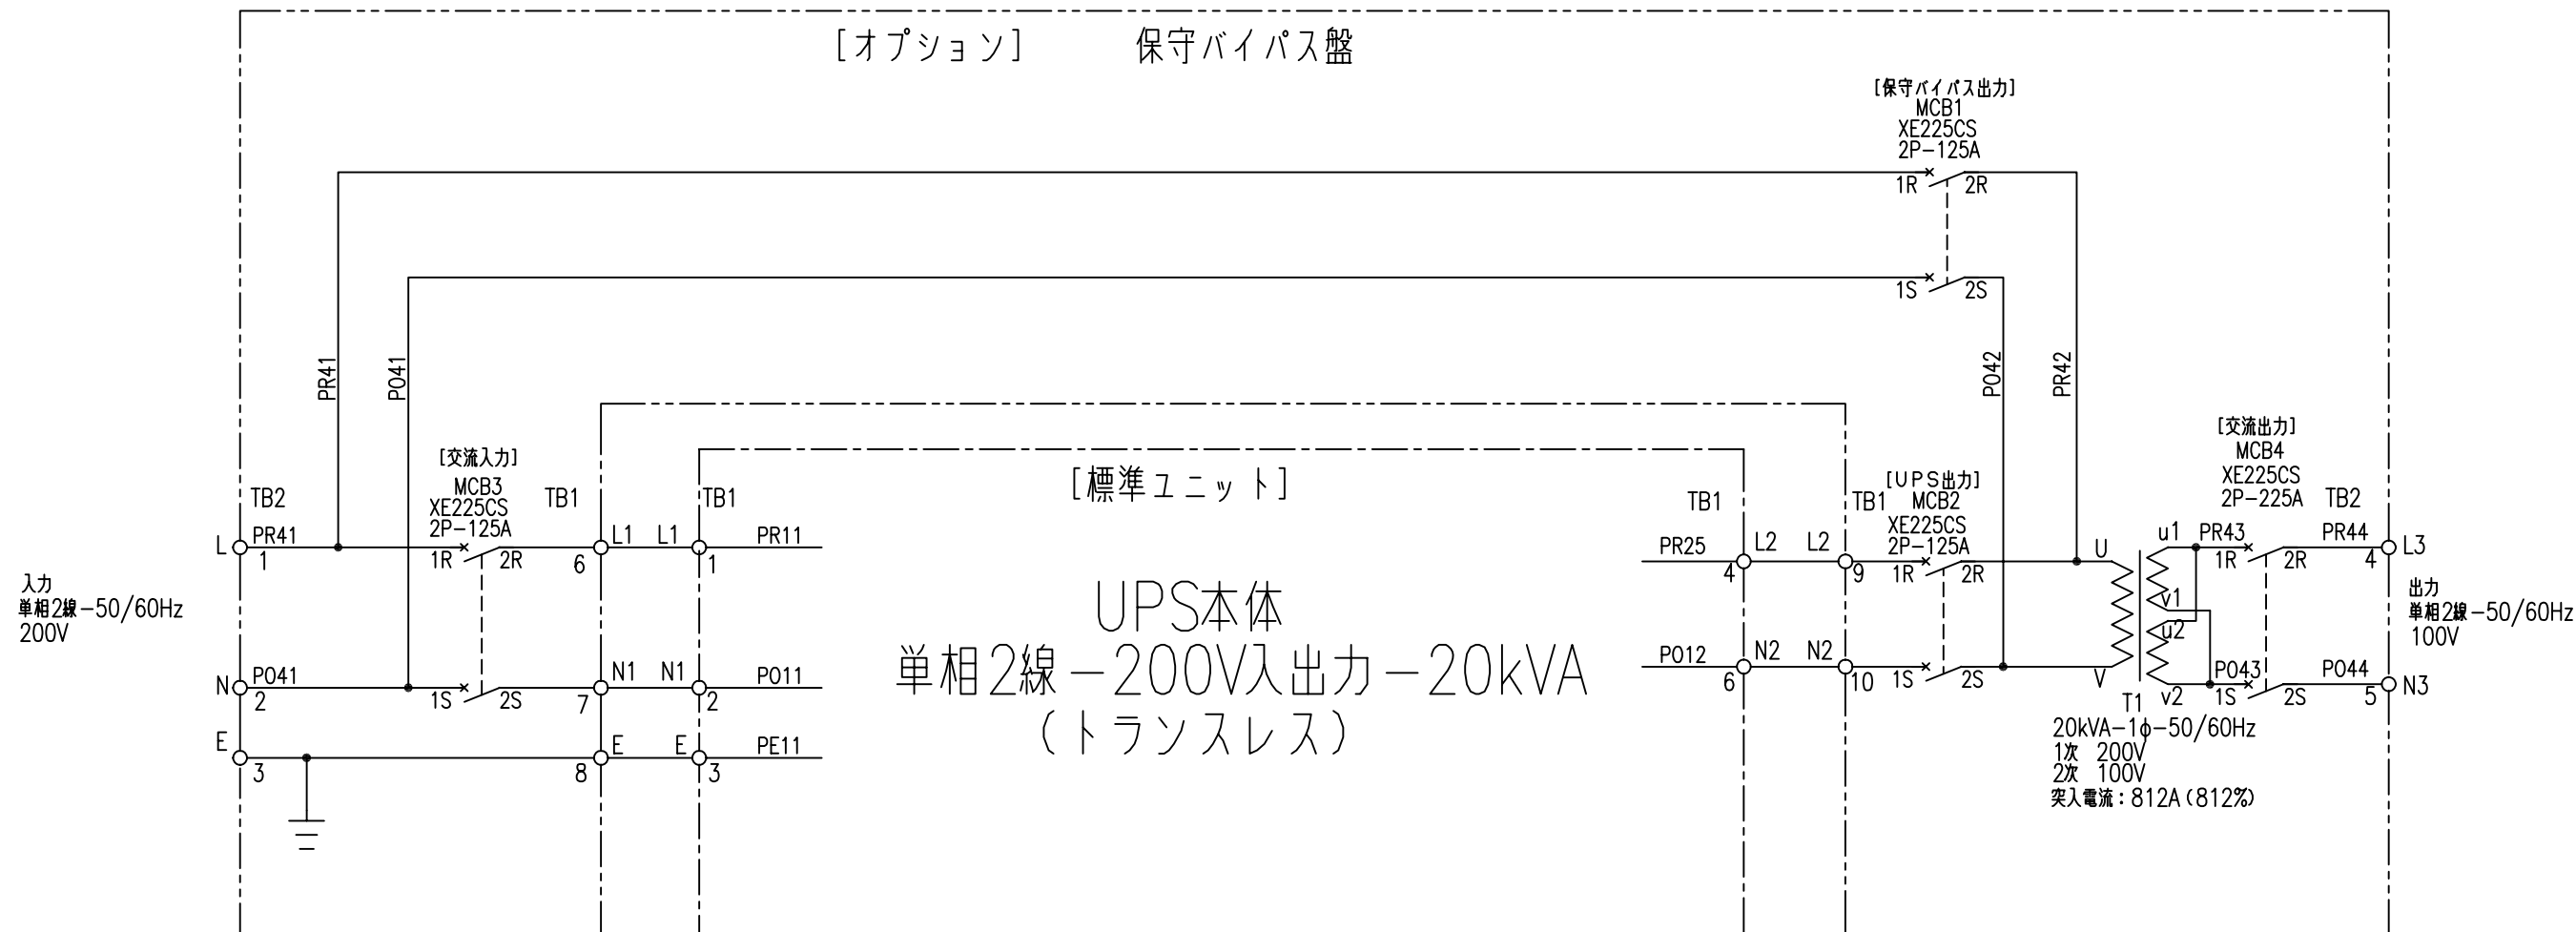 [オプション] 保守バイパス盤
[保守バイパス出力]
MCB1
XE225CS
2P-125A
1R 2R
1S 2S
PR41
PO41
PO42
PR42
[交流入力]
MCB3
XE225CS
2P-125A
TB2
TB1
TB1
L
PR41
1
1R 2R
6
L1
L1
1
PR11
入力
単相2線-50/60Hz
200V
N
PO41
2
1S 2S
7
N1
N1
2
PO11
E
3
8
E
E
3
PE11
[標準ユニット]
UPS本体
単相2線-200V入出力-20kVA
(トランスレス)
TB1
TB1
[UPS出力]
MCB2
XE225CS
2P-125A
PR25
4
L2
L2
9
1R 2R
PO12
6
N2
N2
10
1S 2S
U
V
u1
v1
u2
v2
T1
20kVA-1φ-50/60Hz
1次 200V
2次 100V
突入電流：812A(812%)
[交流出力]
MCB4
XE225CS
2P-225A
TB2
PR43
1R 2R
PR44
4
L3
PO43
1S 2S
PO44
5
N3
出力
単相2線-50/60Hz
100V